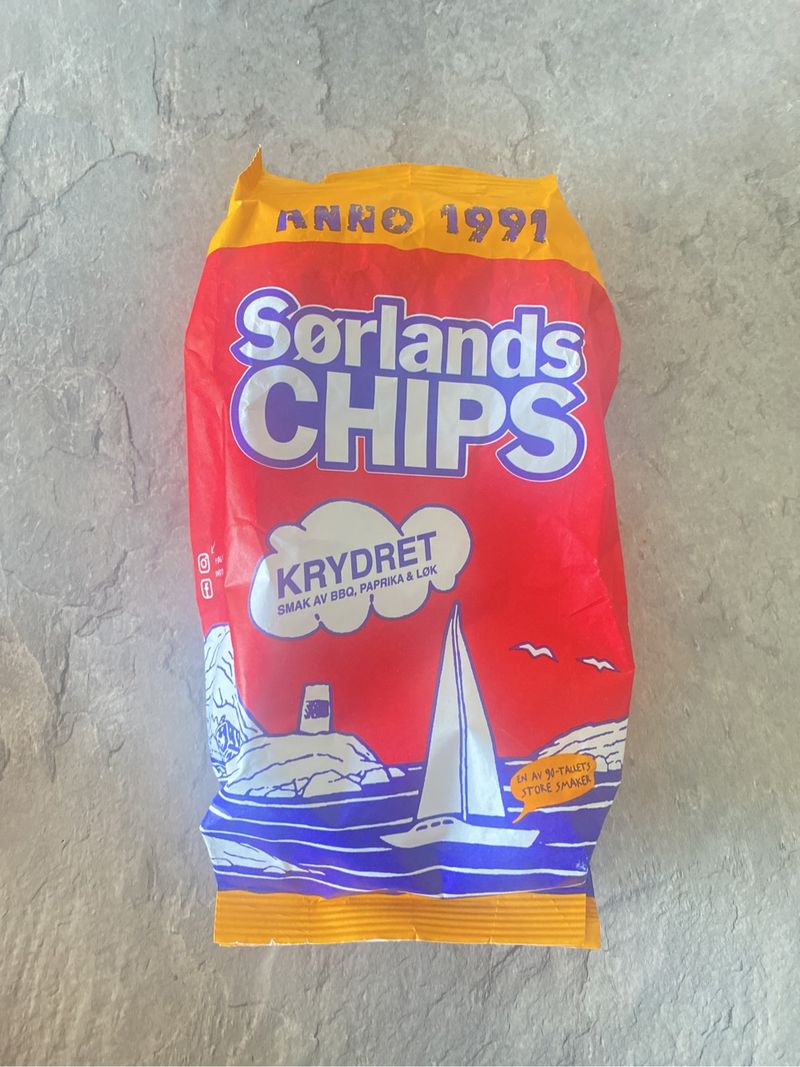 ANNO 1991
Sørlands
CHIPS
KRYDRET
SMAK AV BBQ, PAPRIKA & LØK
EN AV 90-TALLETS
STORE SMAKER